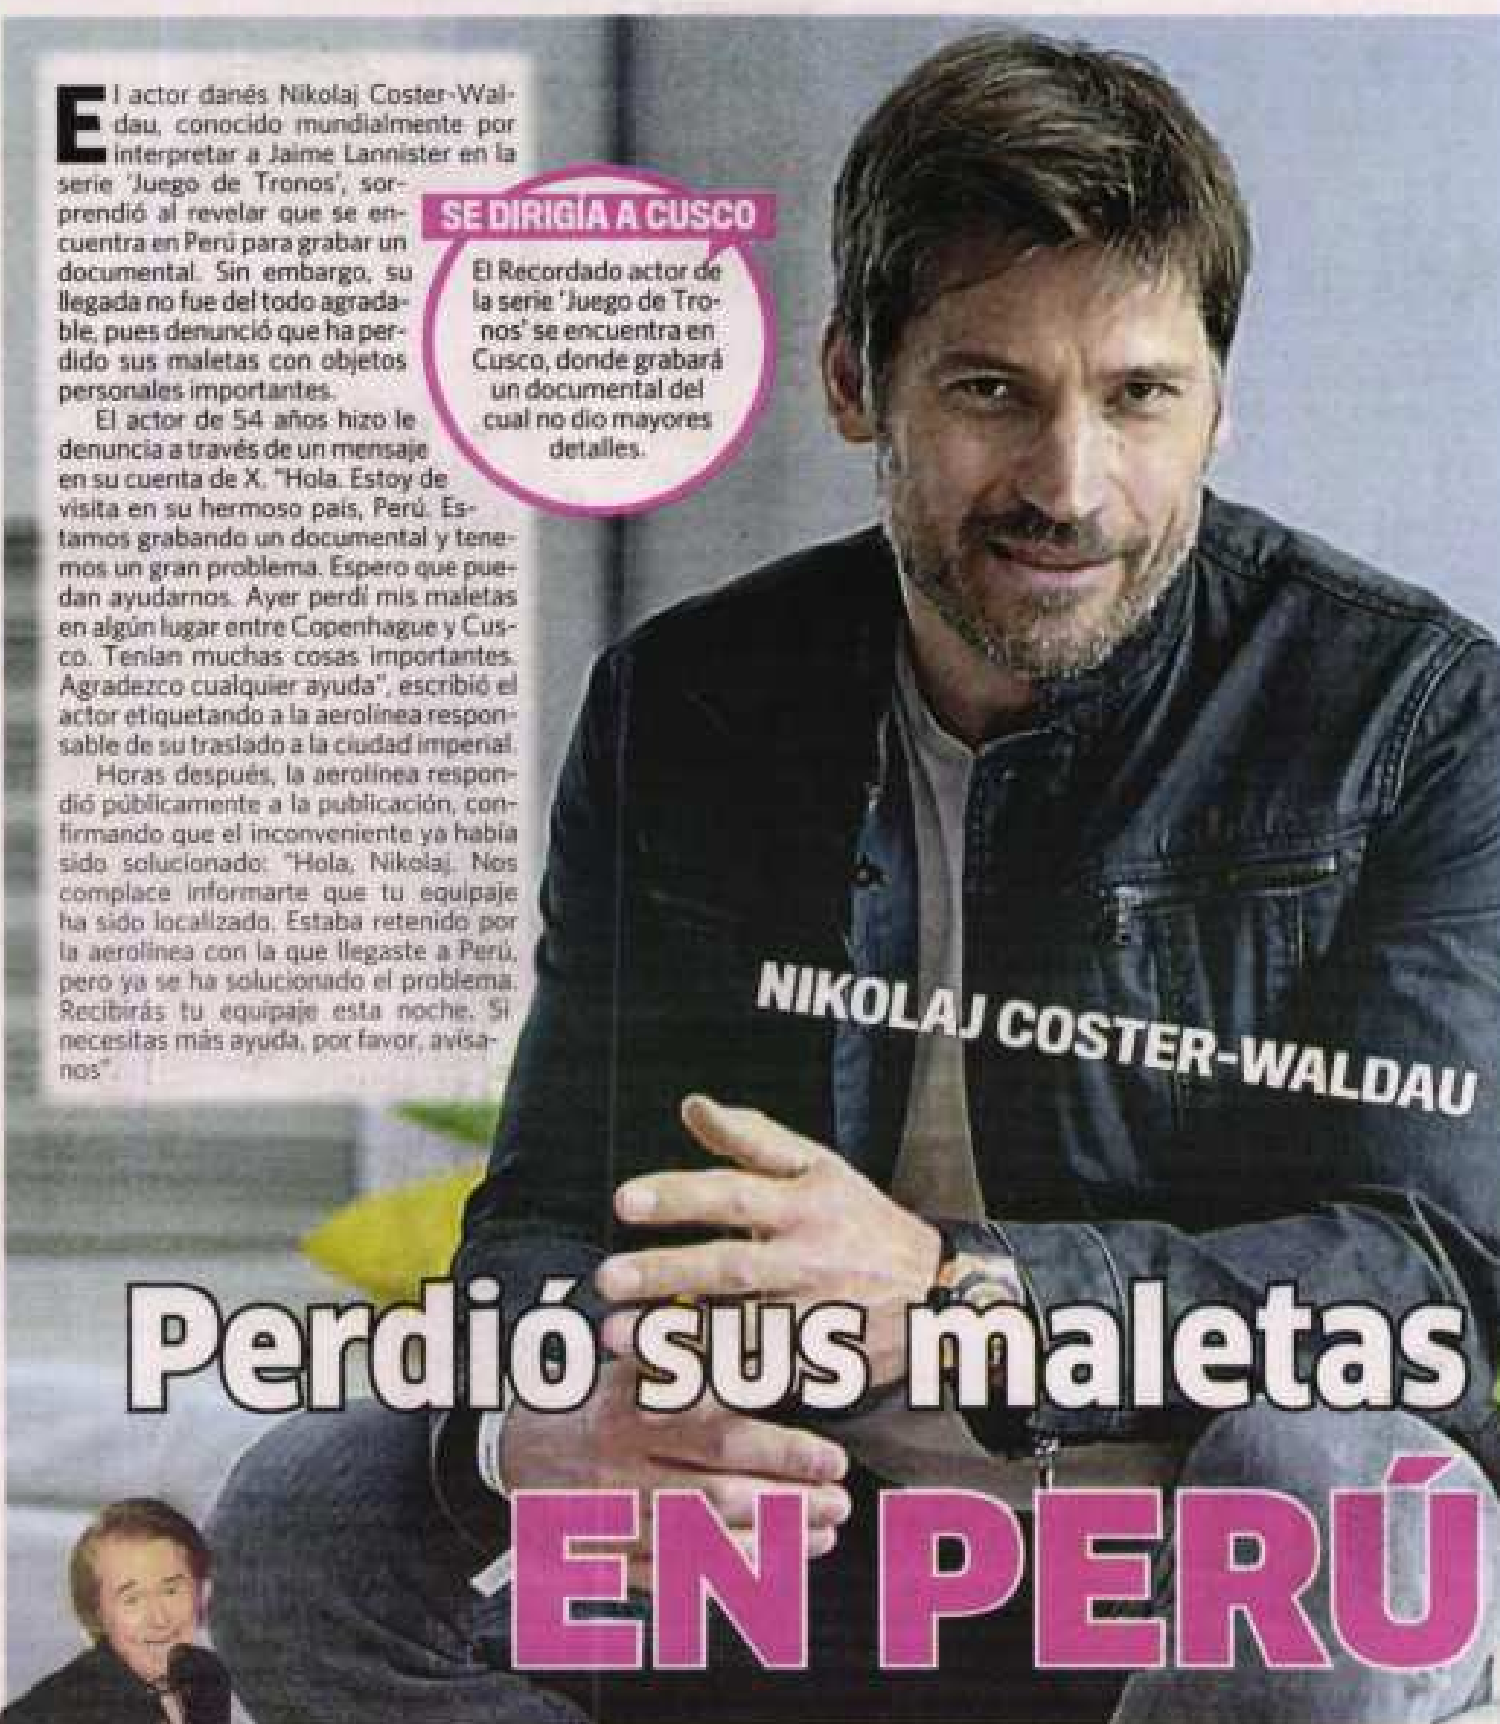 El actor danés Nikolaj Coster-Wal-
dau, conocido mundialmente por
interpretar a Jaime Lannister en la
serie 'Juego de Tronos', sor-
prendió al revelar que se en-
cuentra en Perú para grabar un
documental. Sin embargo, su
llegada no fue del todo agrada-
ble, pues denunció que ha per-
dido sus maletas con objetos
personales importantes.
El actor de 54 años hizo le
denuncia a través de un mensaje
en su cuenta de X. "Hola. Estoy de
visita en su hermoso país, Perú. Es-
tamos grabando un documental y tene-
mos un gran problema. Espero que pue-
dan ayudarnos. Ayer perdí mis maletas
en algún lugar entre Copenhague y Cus-
co. Tenían muchas cosas importantes.
Agradezco cualquier ayuda", escribió el
actor etiquetando a la aerolínea respon-
sable de su traslado a la ciudad imperial.
Horas después, la aerolínea respon-
dió públicamente a la publicación, con-
firmando que el inconveniente ya había
sido solucionado: "Hola, Nikolaj. Nos
complace informarte que tu equipaje
ha sido localizado. Estaba retenido por
la aerolínea con la que llegaste a Perú,
pero ya se ha solucionado el problema.
Recibirás tu equipaje esta noche. Si
necesitas más ayuda, por favor, avísa-
nos".
SE DIRIGÍA A CUSCO
El Recordado actor de
la serie 'Juego de Tro-
nos' se encuentra en
Cusco, donde grabará
un documental del
cual no dio mayores
detalles.
NIKOLAJ COSTER-WALDAU
Perdió sus maletas
EN PERÚ